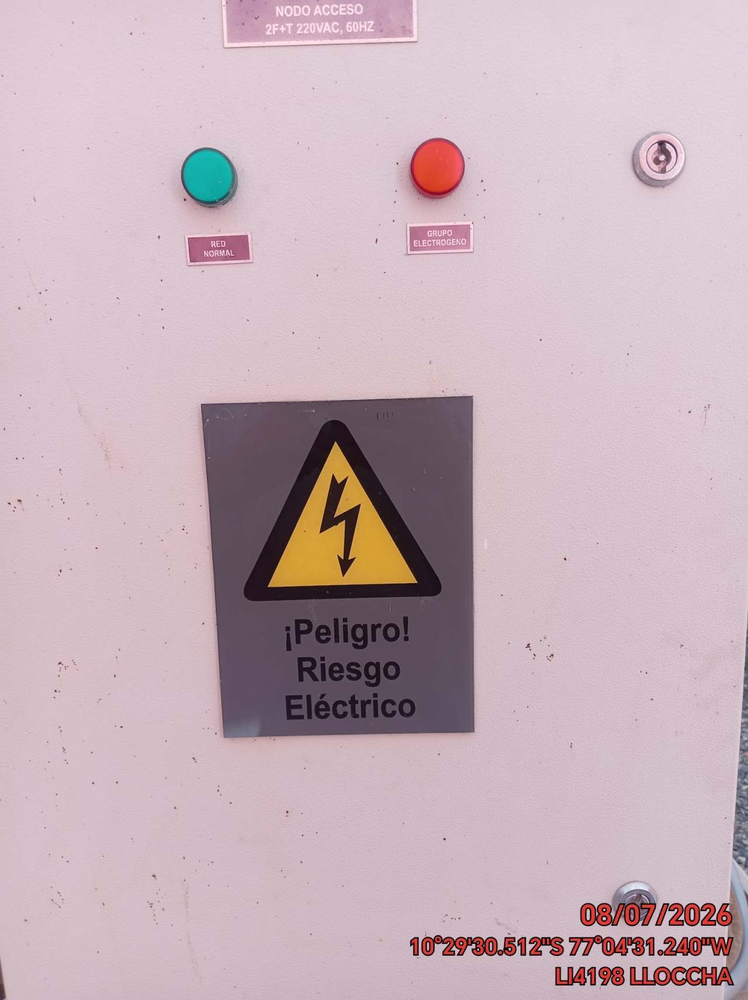 NODO ACCESO
2F+T 220VAC, 60HZ
RED
NORMAL
GRUPO
ELECTROGENO
¡Peligro!
Riesgo
Eléctrico
08/07/2026
10°29'30.512"S 77°04'31.240"W
LI4198 LLOCCHA